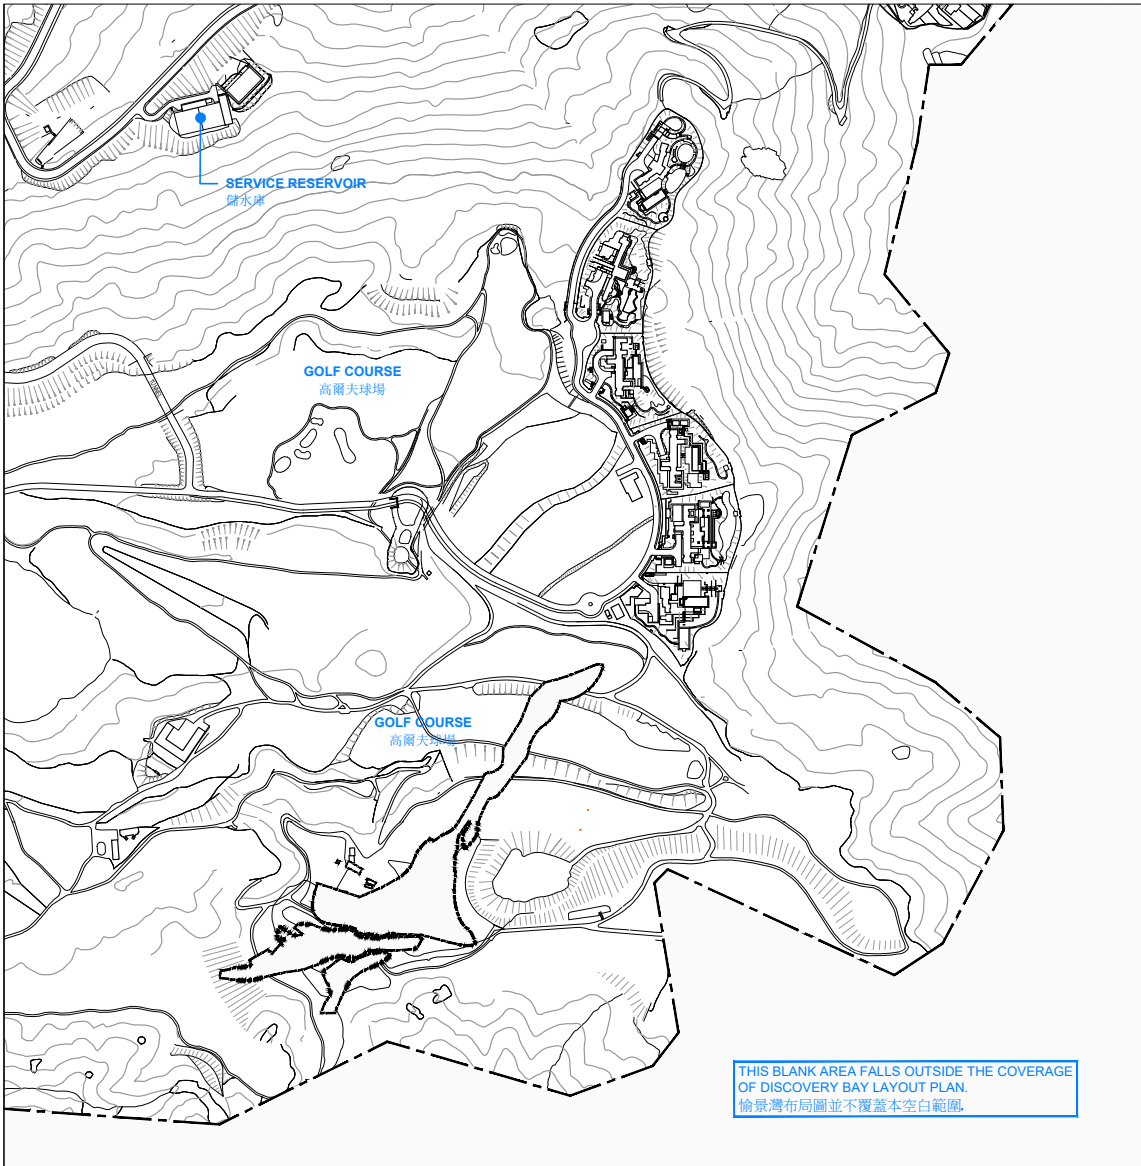 SERVICE RESERVOIR
儲水庫
GOLF COURSE
高爾夫球場
GOLF COURSE
高爾夫球場
THIS BLANK AREA FALLS OUTSIDE THE COVERAGE
OF DISCOVERY BAY LAYOUT PLAN.
愉景灣布局圖並不覆蓋本空白範圍.